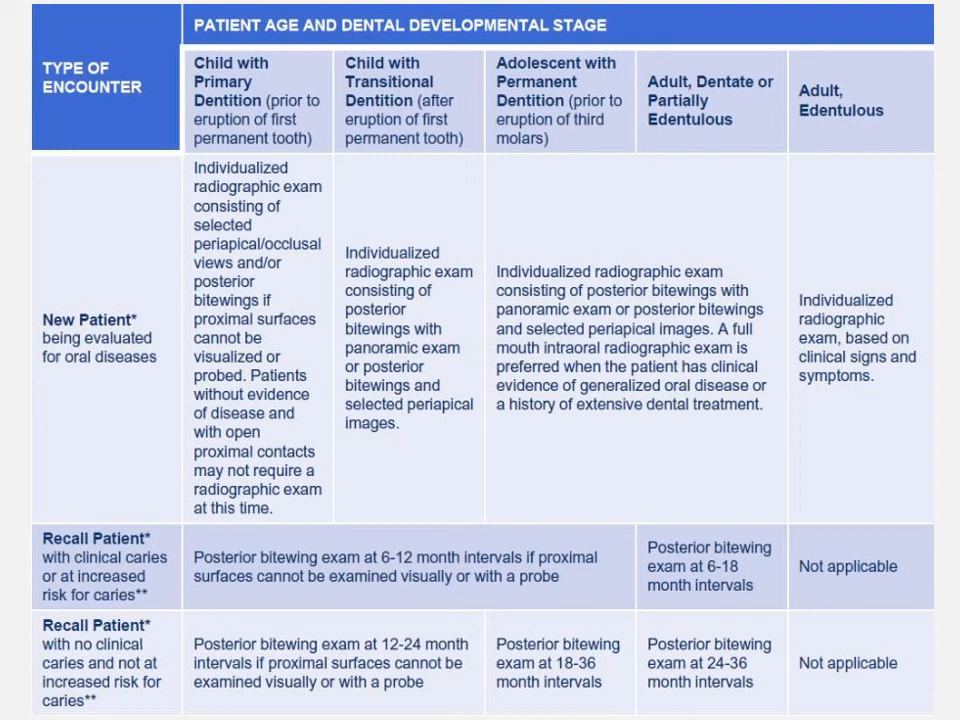 PATIENT AGE AND DENTAL DEVELOPMENTAL STAGE
TYPE OF
ENCOUNTER
Child with
Primary
Dentition (prior to
eruption of first
permanent tooth)
Child with
Transitional
Dentition (after
eruption of first
permanent tooth)
Adolescent with
Permanent
Dentition (prior to
eruption of third
molars)
Adult, Dentate or
Partially
Edentulous
Adult,
Edentulous
New Patient*
being evaluated
for oral diseases
Individualized
radiographic exam
consisting of
selected
periapical/occlusal
views and/or
posterior
bitewings if
proximal surfaces
cannot be
visualized or
probed. Patients
without evidence
of disease and
with open
proximal contacts
may not require a
radiographic exam
at this time.
Individualized
radiographic exam
consisting of
posterior
bitewings with
panoramic exam
or posterior
bitewings and
selected periapical
images.
Individualized radiographic exam
consisting of posterior bitewings with
panoramic exam or posterior bitewings
and selected periapical images. A full
mouth intraoral radiographic exam is
preferred when the patient has clinical
evidence of generalized oral disease or
a history of extensive dental treatment.
Individualized
radiographic
exam, based on
clinical signs and
symptoms.
Recall Patient*
with clinical caries
or at increased
risk for caries**
Posterior bitewing exam at 6-12 month intervals if proximal
surfaces cannot be examined visually or with a probe
Posterior bitewing
exam at 6-18
month intervals
Not applicable
Recall Patient*
with no clinical
caries and not at
increased risk for
caries**
Posterior bitewing exam at 12-24 month
intervals if proximal surfaces cannot be
examined visually or with a probe
Posterior bitewing
exam at 18-36
month intervals
Posterior bitewing
exam at 24-36
month intervals
Not applicable